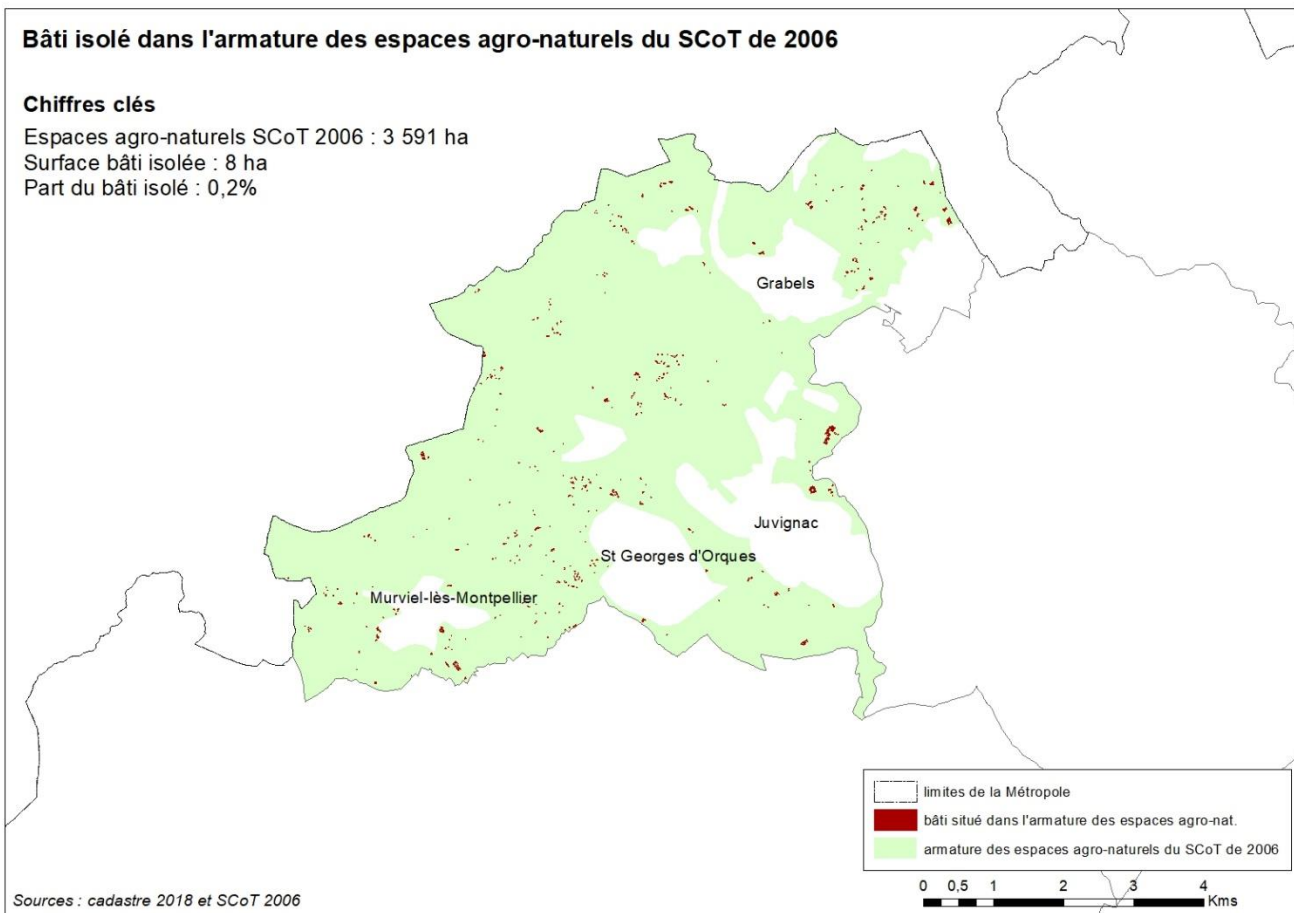 Bâti isolé dans l'armature des espaces agro-naturels du SCoT de 2006
Chiffres clés
Espaces agro-naturels SCoT 2006 : 3 591 ha
Surface bâti isolée : 8 ha
Part du bâti isolé : 0,2%
Grabels
Juvignac
St Georges d'Orques
Murviel-lès-Montpellier
limites de la Métropole
bâti situé dans l'armature des espaces agro-nat.
armature des espaces agro-naturels du SCoT de 2006
0 0,5 1 2 3 4
Kms
Sources : cadastre 2018 et SCoT 2006